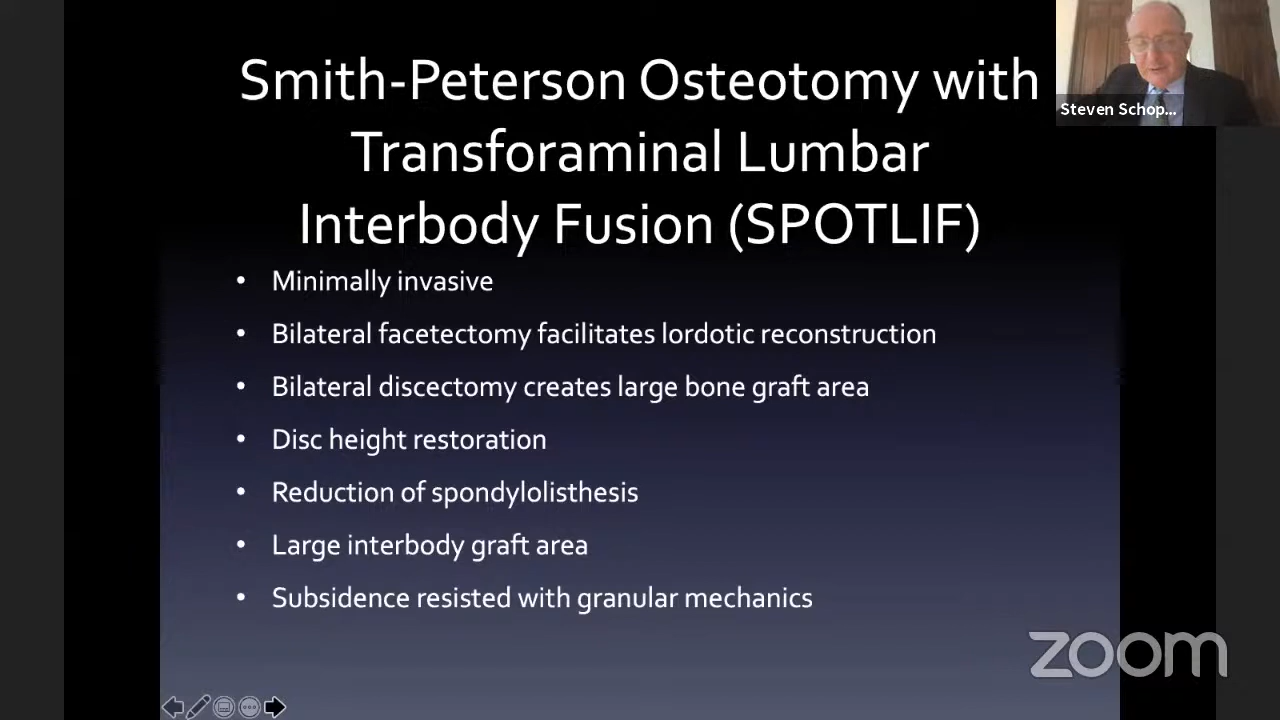 Smith-Peterson Osteotomy with
Transforaminal Lumbar
Interbody Fusion (SPOTLIF)
• Minimally invasive
• Bilateral facetectomy facilitates lordotic reconstruction
• Bilateral discectomy creates large bone graft area
• Disc height restoration
• Reduction of spondylolisthesis
• Large interbody graft area
• Subsidence resisted with granular mechanics
Steven Schop...
zoom